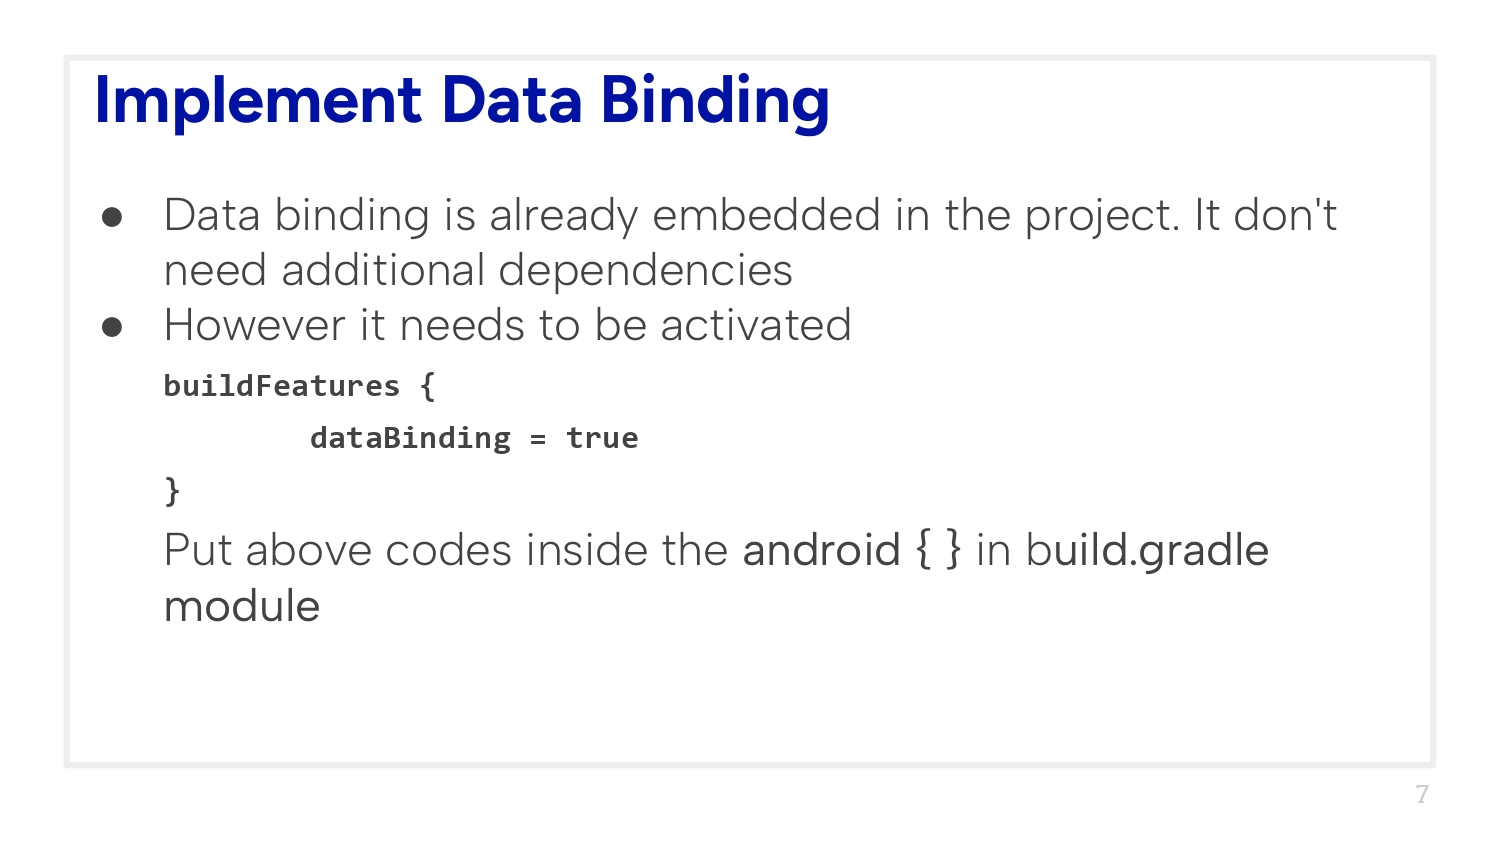 Implement Data Binding
● Data binding is already embedded in the project. It don't
need additional dependencies
● However it needs to be activated
buildFeatures {
dataBinding = true
}
Put above codes inside the android { } in build.gradle
module
7